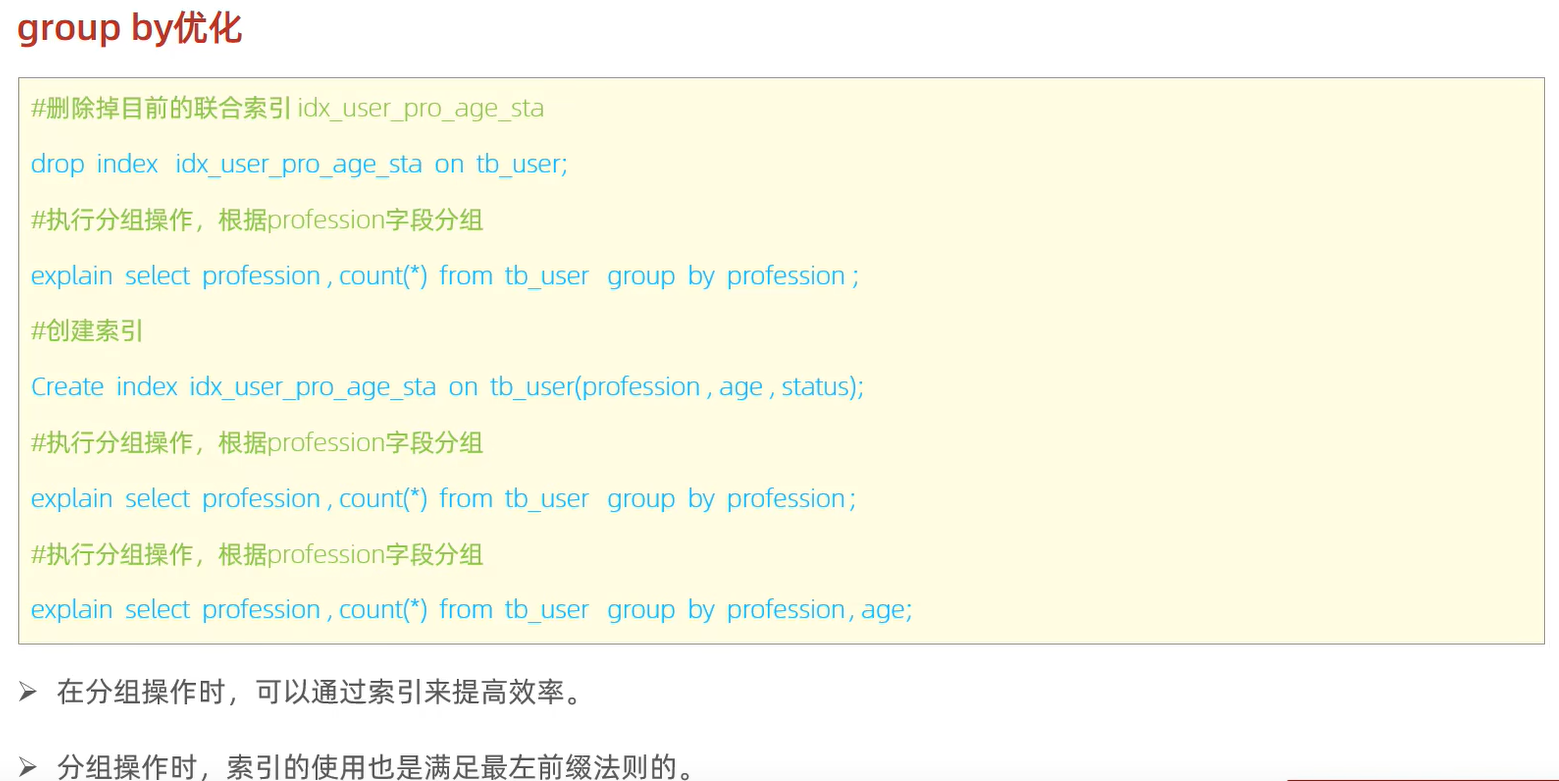 group by优化
#删除掉目前的联合索引 idx_user_pro_age_sta
drop index idx_user_pro_age_sta on tb_user;
#执行分组操作，根据profession字段分组
explain select profession , count(*) from tb_user group by profession ;
#创建索引
Create index idx_user_pro_age_sta on tb_user(profession , age , status);
#执行分组操作，根据profession字段分组
explain select profession , count(*) from tb_user group by profession ;
#执行分组操作，根据profession字段分组
explain select profession , count(*) from tb_user group by profession , age;
➢ 在分组操作时，可以通过索引来提高效率。
➢ 分组操作时，索引的使用也是满足最左前缀法则的。